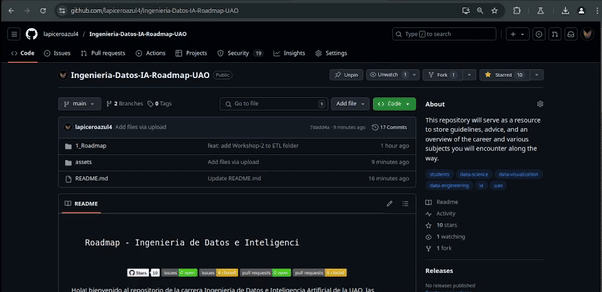 github.com/lapiceroazul4/Ingenieria-Datos-IA-Roadmap-UAO
lapiceroazul4 / Ingenieria-Datos-IA-Roadmap-UAO
Type / to search
Code Issues Pull requests Actions Projects Security 19 Insights Settings
Ingenieria-Datos-IA-Roadmap-UAO Public
Unpin Unwatch 1 Fork 1 Starred 10
main 2 Branches 0 Tags Go to file t Add file Code
lapiceroazul4 Add files via upload 9 minutes ago 17 Commits
1_Roadmap feat: add Workshop-2 to ETL folder 1 hour ago
assets Add files via upload 9 minutes ago
README.md Update README.md 16 minutes ago
README
Roadmap - Ingenieria de Datos e Inteligenci
Stars 10 issues 0 open issues 0 closed pull requests 0 open pull requests
Hola! bienvenido al repositorio de la carrera Ingenieria de Datos e Inteligencia Artificial de la UAO, las
About
This repository will serve as a resource
to store guidelines, advice, and an
overview of the career and various
subjects you will encounter along the
way.
students data-science data-visualization
data-engineering ia uao
Readme
Activity
10 stars
1 watching
1 fork
Releases
No releases published